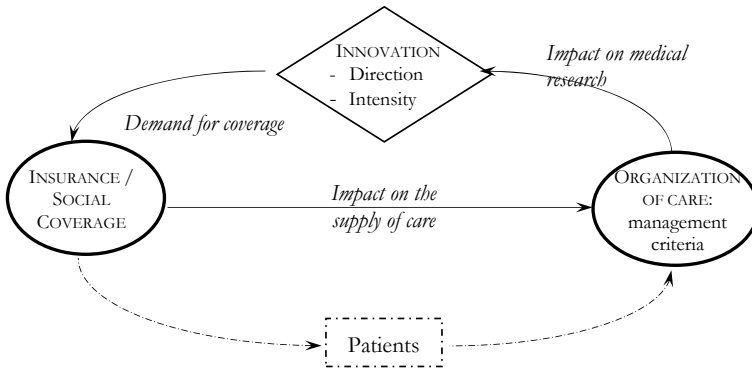 INNOVATION
- Direction
- Intensity
Impact on medical
research
Demand for coverage
INSURANCE /
SOCIAL
COVERAGE
Impact on the
supply of care
ORGANIZATION
OF CARE:
management
criteria
Patients